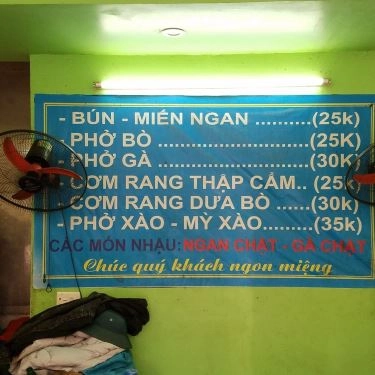 - BÚN - MIẾN NGAN ..........(25k)
- PHỞ BÒ ...........................(25K)
- PHỞ GÀ ...........................(30K)
- CƠM RANG THẬP CẨM.. (25k)
- CƠM RANG DƯA BÒ ......(30k)
- PHỞ XÀO - MỲ XÀO.......(35k)
CÁC MÓN NHẬU: NGAN CHẶT - GÀ CHẶT
Chúc quý khách ngon miệng